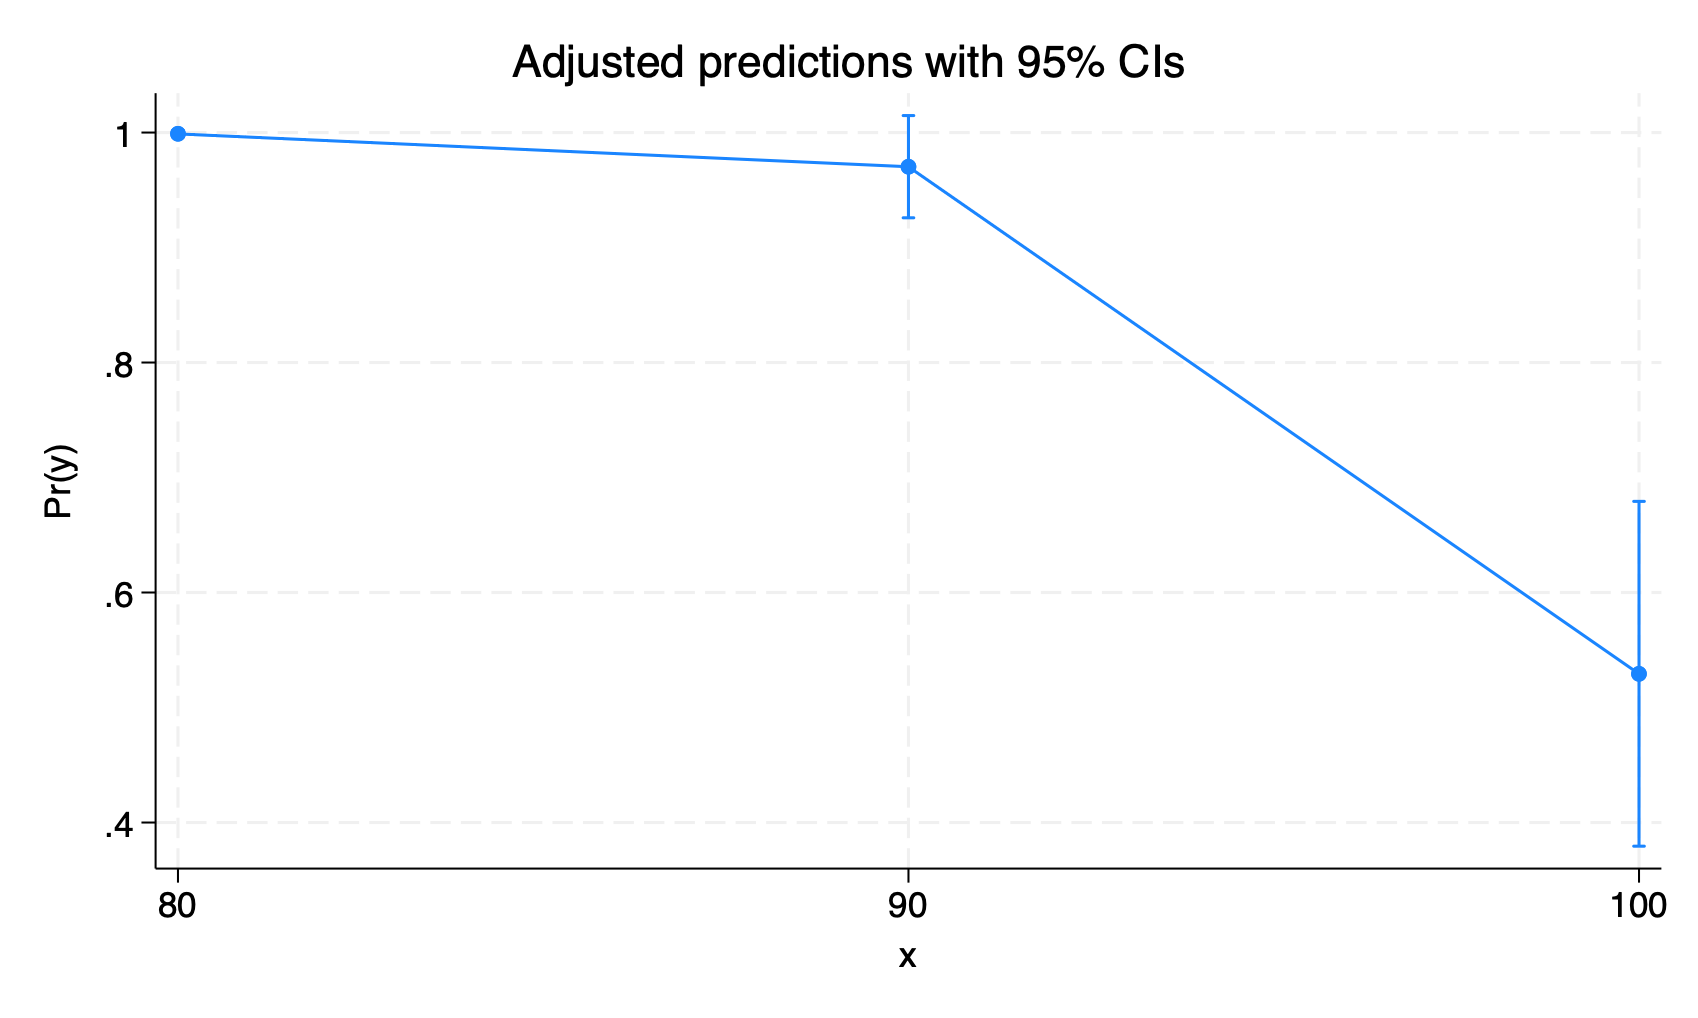 Adjusted predictions with 95% CIs
1
.8
.6
.4
Pr(y)
80 90 100
x